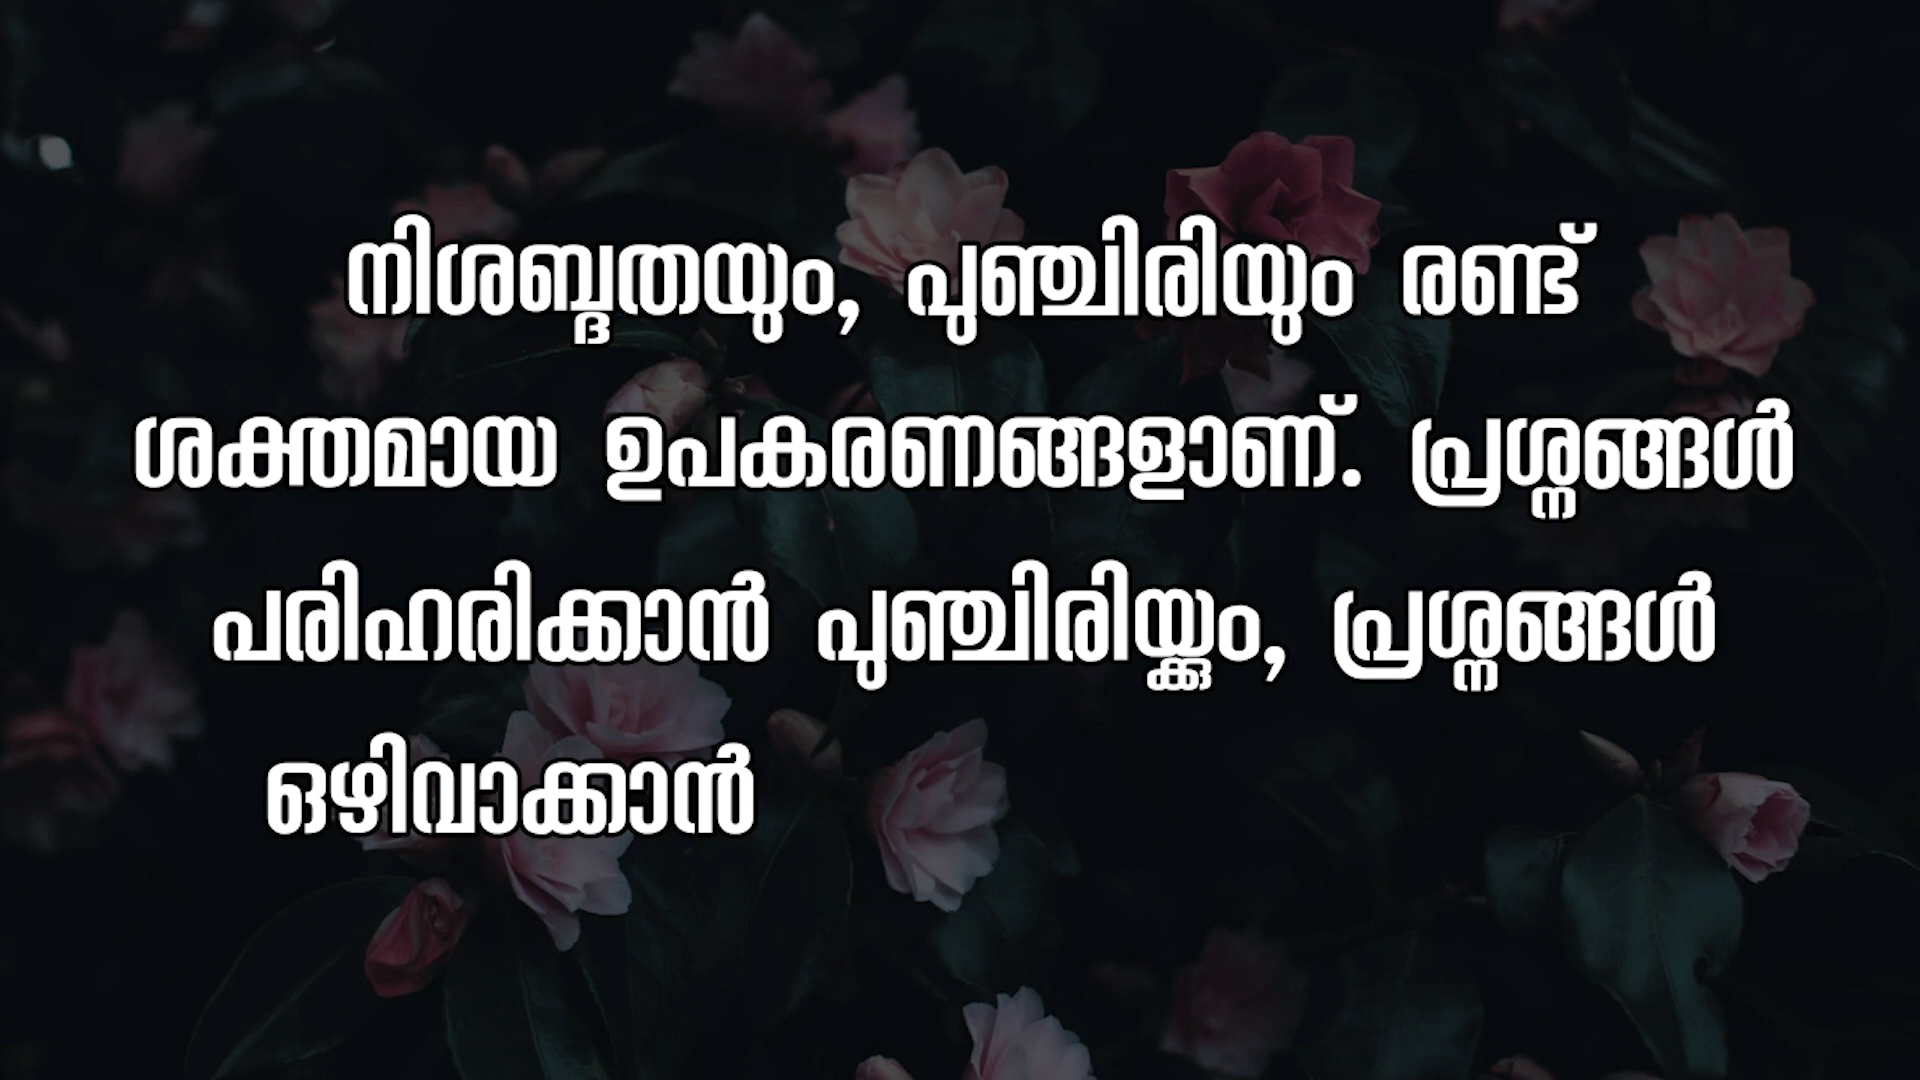 നിശബ്ദതയും, പുഞ്ചിരിയും രണ്ട്
ശക്തമായ ഉപകരണങ്ങളാണ്. പ്രശ്നങ്ങൾ
പരിഹരിക്കാൻ പുഞ്ചിരിയ്ക്കും, പ്രശ്നങ്ങൾ
ഒഴിവാക്കാൻ